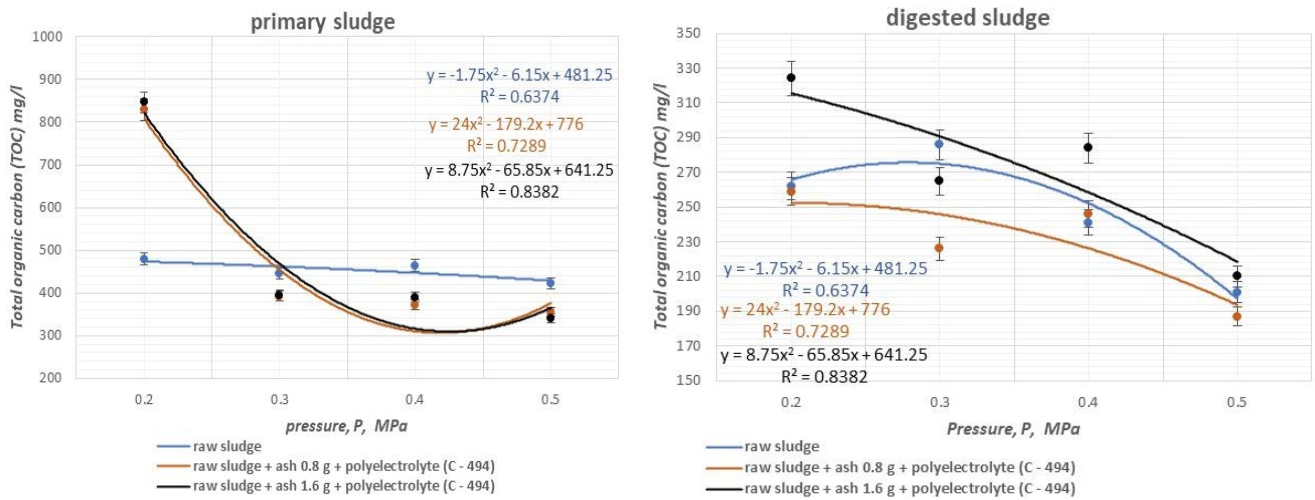 primary sludge
Total organic carbon (TOC) mg/l
1000
900
800
700
600
500
400
300
200
y = -1.75x² - 6.15x + 481.25
R² = 0.6374
y = 24x² - 179.2x + 776
R² = 0.7289
y = 8.75x² - 65.85x + 641.25
R² = 0.8382
0.2 0.3 0.4 0.5
pressure, P, MPa
raw sludge
raw sludge + ash 0.8 g + polyelectrolyte (C - 494)
raw sludge + ash 1.6 g + polyelectrolyte (C - 494)
digested sludge
Total organic carbon (TOC) mg/l
350
330
310
290
270
250
230
210
190
170
150
y = -1.75x² - 6.15x + 481.25
R² = 0.6374
y = 24x² - 179.2x + 776
R² = 0.7289
y = 8.75x² - 65.85x + 641.25
R² = 0.8382
0.2 0.3 0.4 0.5
Pressure, P, MPa
raw sludge
raw sludge + ash 0.8 g + polyelectrolyte (C - 494)
raw sludge + ash 1.6 g + polyelectrolyte (C - 494)